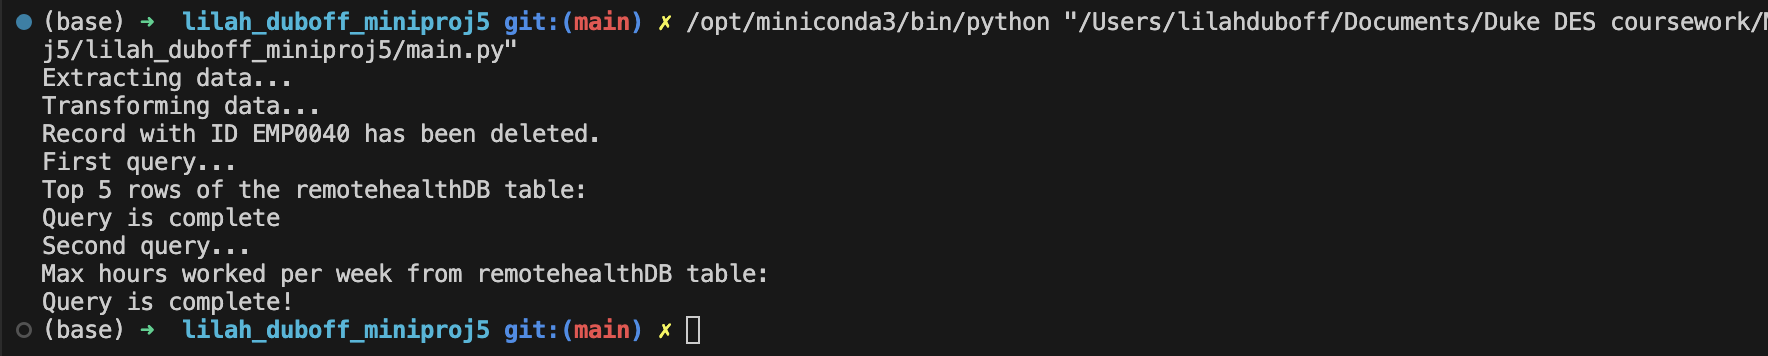 (base) ➜ lilah_duboff_miniproj5 git:(main) ✗ /opt/miniconda3/bin/python "/Users/lilahduboff/Documents/Duke DES coursework/
j5/lilah_duboff_miniproj5/main.py"
Extracting data...
Transforming data...
Record with ID EMP0040 has been deleted.
First query...
Top 5 rows of the remotehealthDB table:
Query is complete
Second query...
Max hours worked per week from remotehealthDB table:
Query is complete!
(base) ➜ lilah_duboff_miniproj5 git:(main) ✗